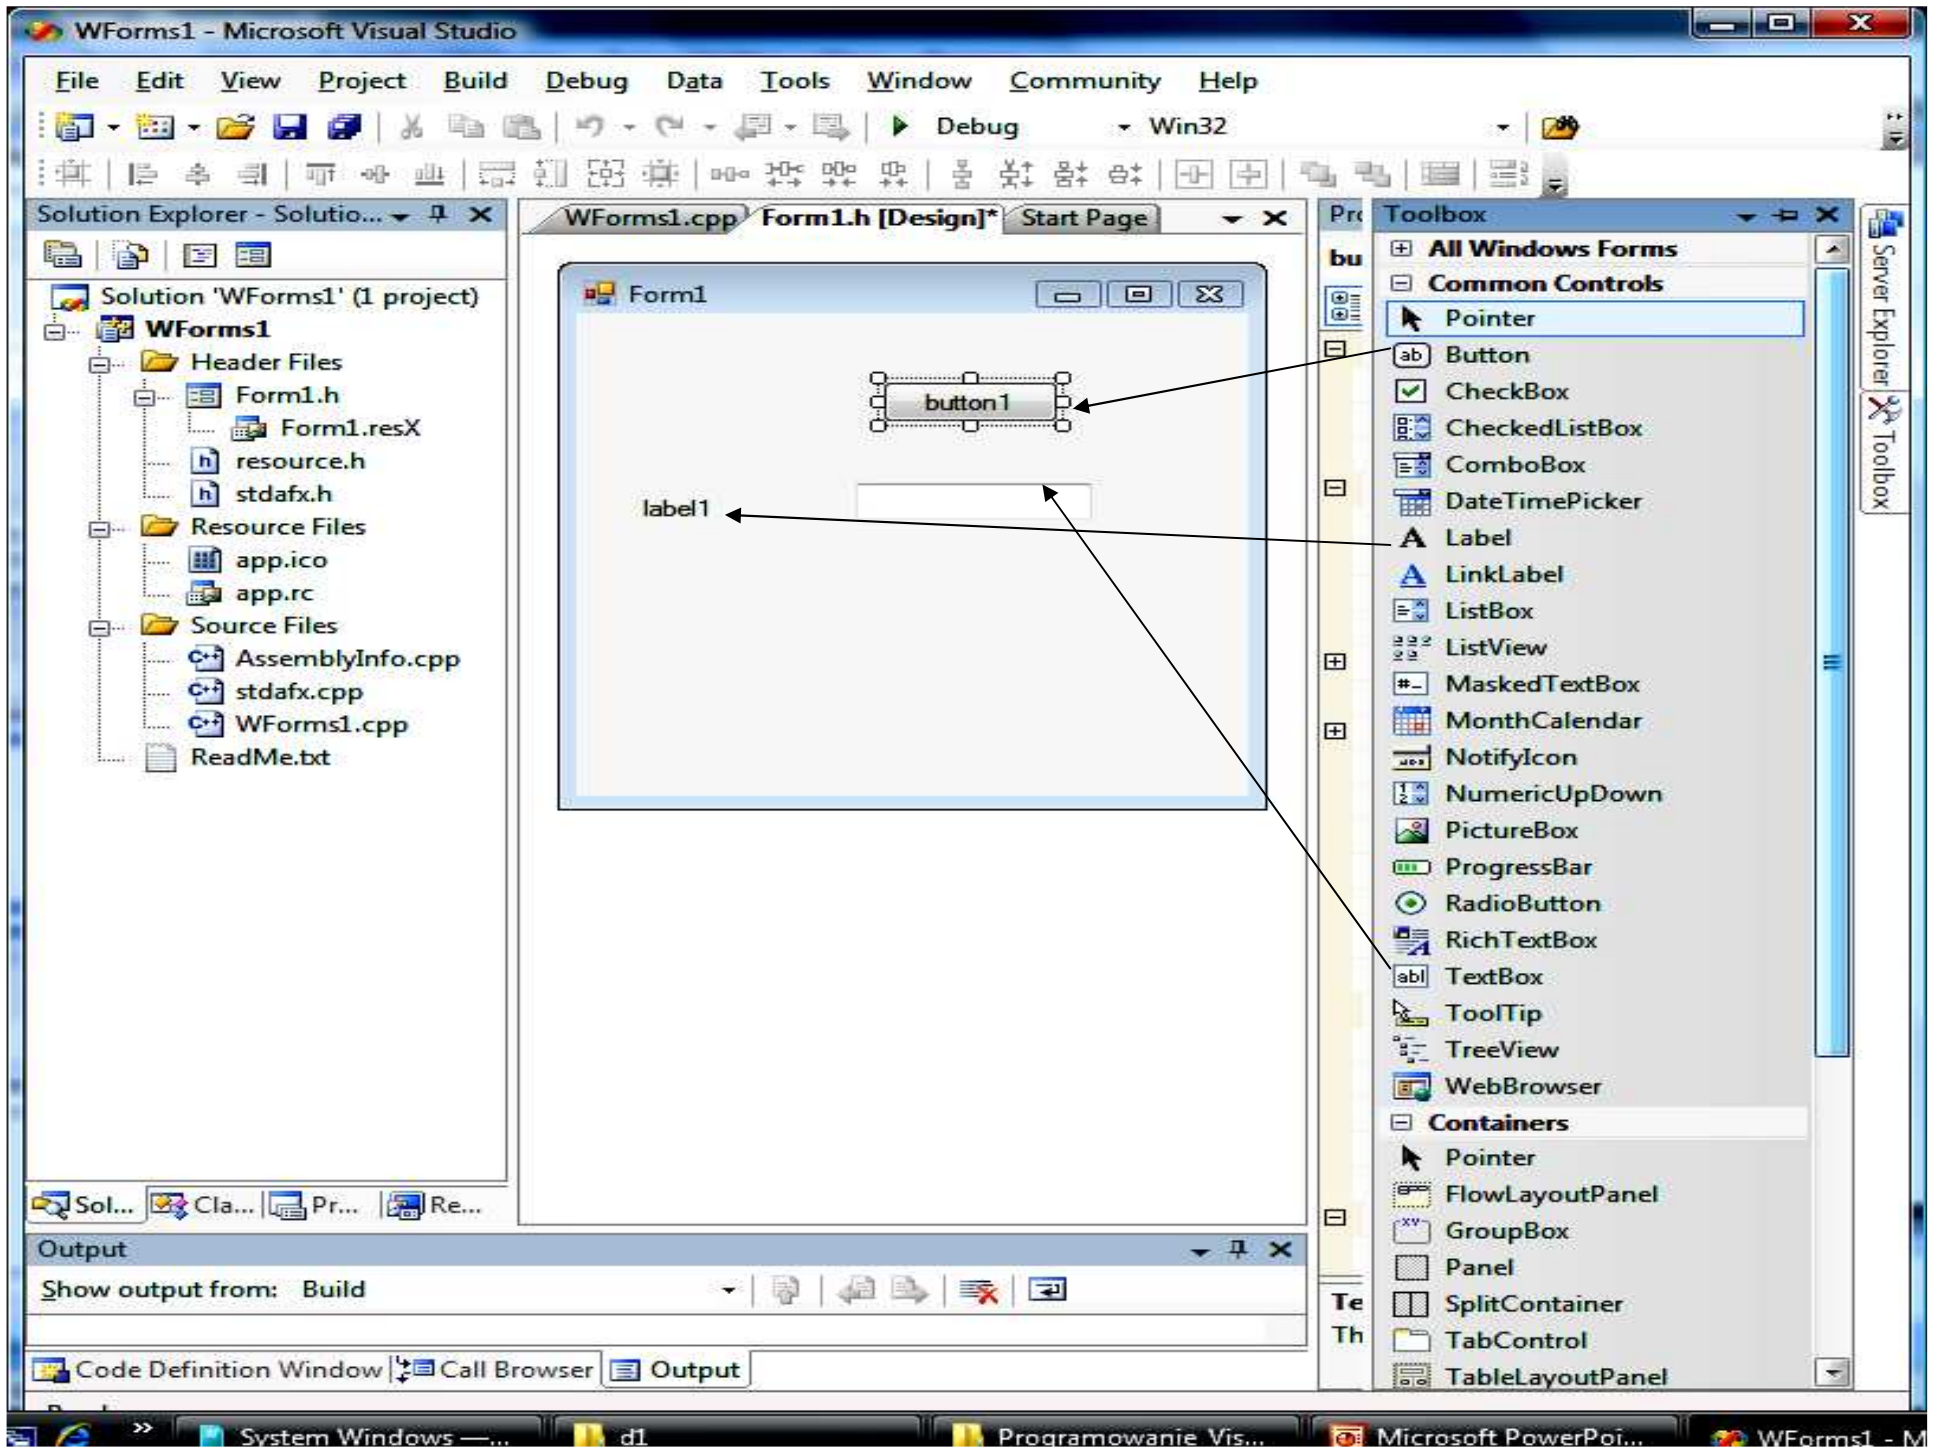 WForms1 - Microsoft Visual Studio
File Edit View Project Build Debug Data Tools Window Community Help
Debug Win32
Solution Explorer - Solutio...
Solution 'WForms1' (1 project)
WForms1
Header Files
Form1.h
Form1.resX
resource.h
stdafx.h
Resource Files
app.ico
app.rc
Source Files
AssemblyInfo.cpp
stdafx.cpp
WForms1.cpp
ReadMe.txt
Sol... Cla... Pr... Re...
WForms1.cpp Form1.h [Design]* Start Page
Form1
button1
label1
bu
Te
Th
Toolbox
All Windows Forms
Common Controls
Pointer
Button
CheckBox
CheckedListBox
ComboBox
DateTimePicker
Label
LinkLabel
ListBox
ListView
MaskedTextBox
MonthCalendar
NotifyIcon
NumericUpDown
PictureBox
ProgressBar
RadioButton
RichTextBox
TextBox
ToolTip
TreeView
WebBrowser
Containers
Pointer
FlowLayoutPanel
GroupBox
Panel
SplitContainer
TabControl
TableLayoutPanel
Server Explorer
Toolbox
Output
Show output from: Build
Code Definition Window Call Browser Output
System Windows —... d1 Programowanie Vis... Microsoft PowerPoi... WForms1 - M